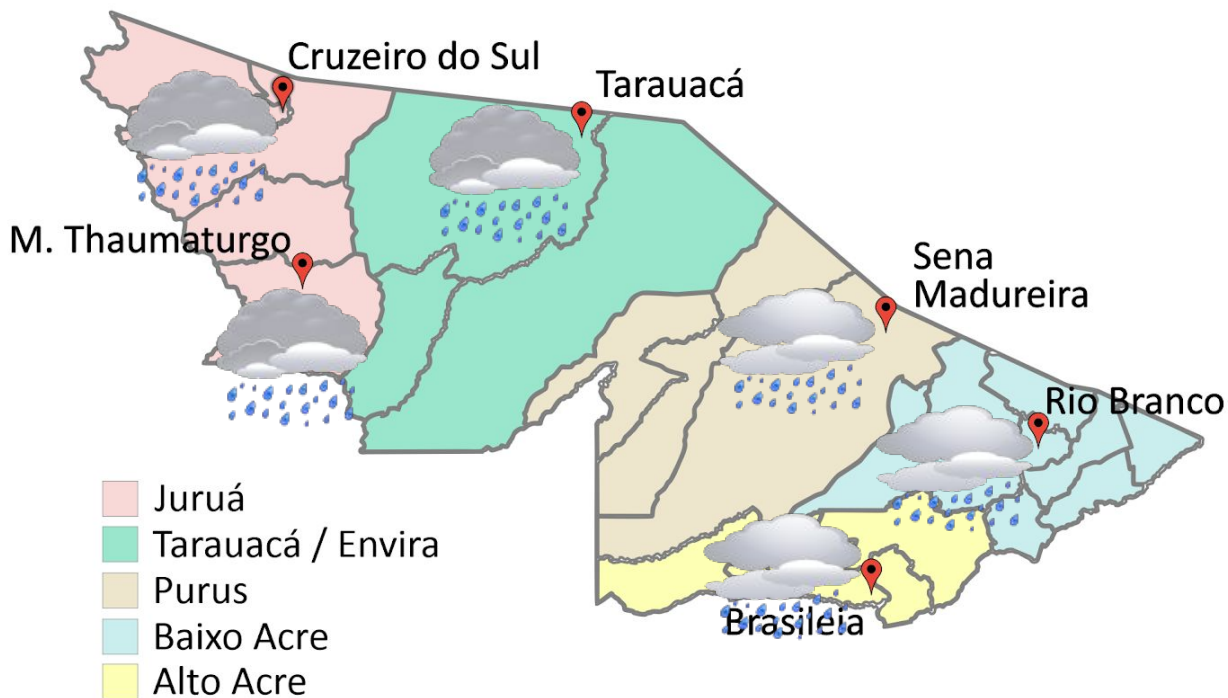 Cruzeiro do Sul
Tarauacá
M. Thaumaturgo
Sena
Madureira
Rio Branco
Brasileia
Juruá
Tarauacá / Envira
Purus
Baixo Acre
Alto Acre